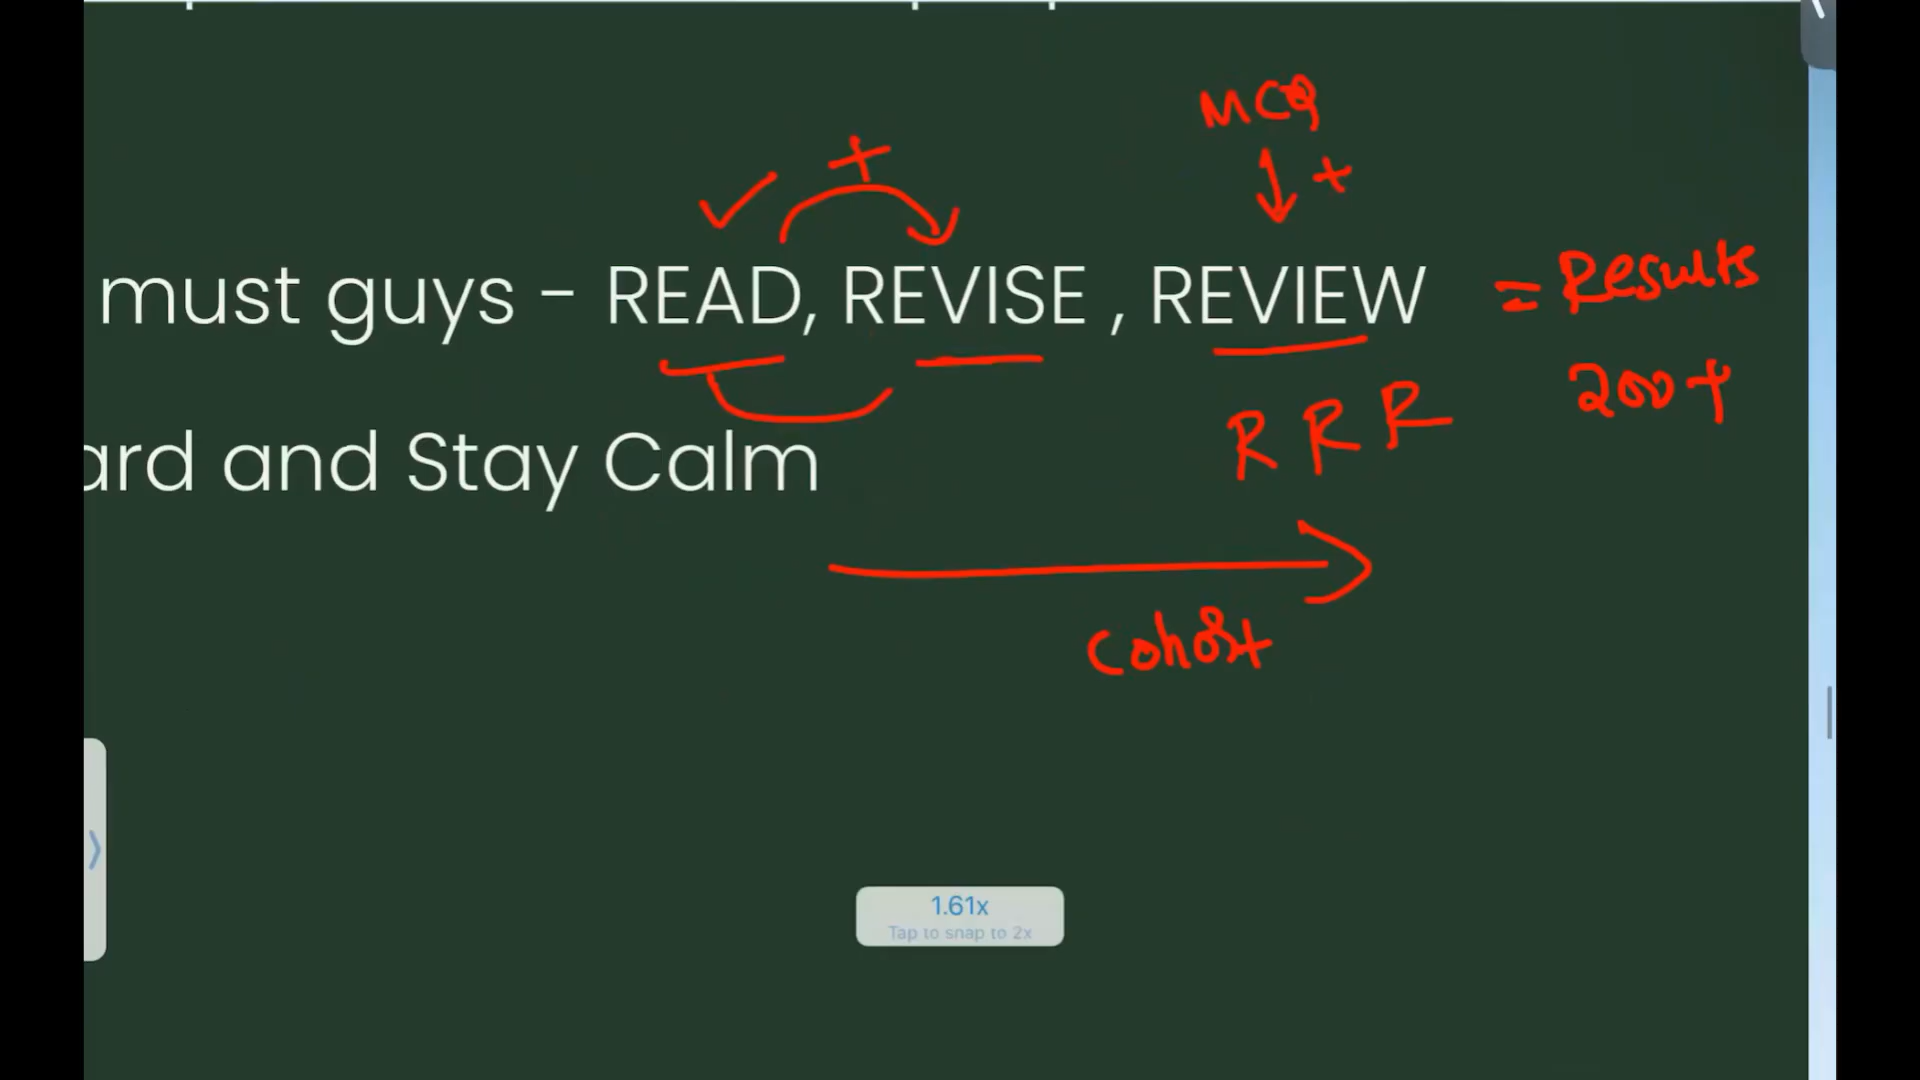 MCQ
+
+
must guys - READ, REVISE , REVIEW = Results
200+
R R R
ard and Stay Calm
Cohort
1.61x
Tap to snap to 2x